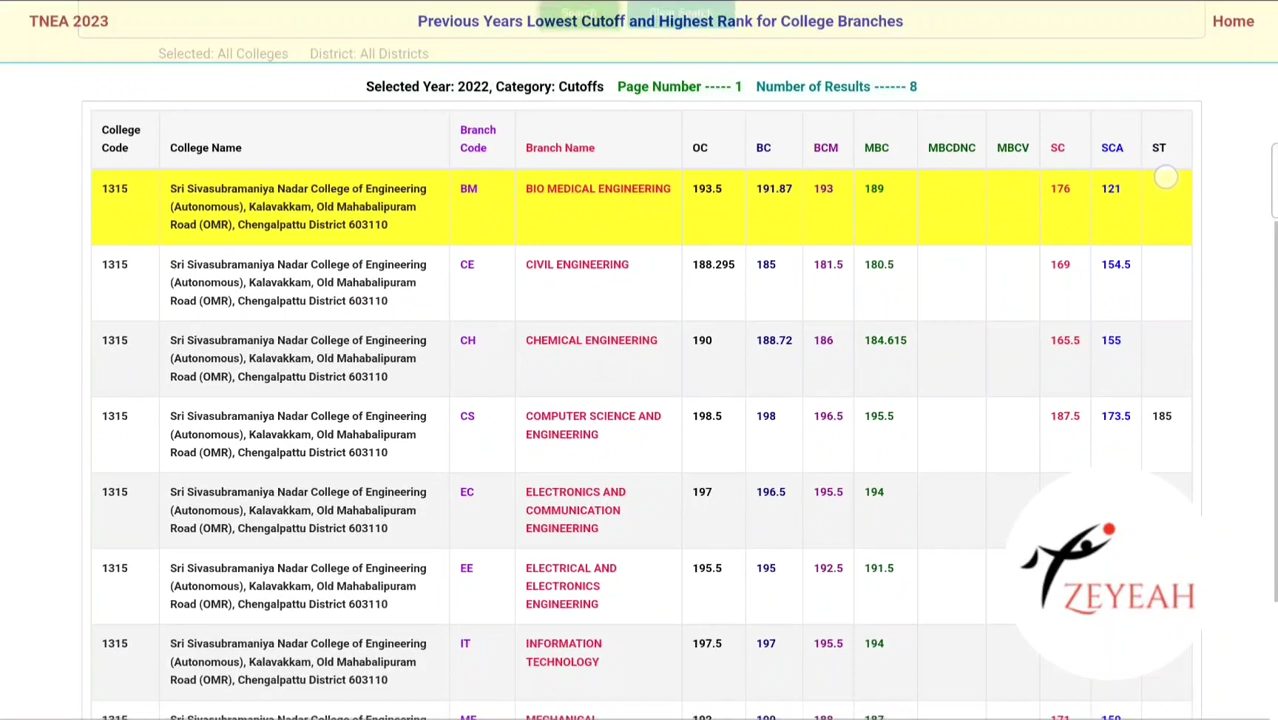 TNEA 2023
Previous Years Lowest Cutoff and Highest Rank for College Branches
Home
Selected: All Colleges District: All Districts
Selected Year: 2022, Category: Cutoffs Page Number ----- 1 Number of Results ------ 8
College Code College Name Branch Code Branch Name OC BC BCM MBC MBCDNC MBCV SC SCA ST
1315 Sri Sivasubramaniya Nadar College of Engineering BM BIO MEDICAL ENGINEERING 193.5 191.87 193 189 176 121
(Autonomous), Kalavakkam, Old Mahabalipuram
Road (OMR), Chengalpattu District 603110
1315 Sri Sivasubramaniya Nadar College of Engineering CE CIVIL ENGINEERING 188.295 185 181.5 180.5 169 154.5
(Autonomous), Kalavakkam, Old Mahabalipuram
Road (OMR), Chengalpattu District 603110
1315 Sri Sivasubramaniya Nadar College of Engineering CH CHEMICAL ENGINEERING 190 188.72 186 184.615 165.5 155
(Autonomous), Kalavakkam, Old Mahabalipuram
Road (OMR), Chengalpattu District 603110
1315 Sri Sivasubramaniya Nadar College of Engineering CS COMPUTER SCIENCE AND 198.5 198 196.5 195.5 187.5 173.5 185
(Autonomous), Kalavakkam, Old Mahabalipuram ENGINEERING
Road (OMR), Chengalpattu District 603110
1315 Sri Sivasubramaniya Nadar College of Engineering EC ELECTRONICS AND 197 196.5 195.5 194
(Autonomous), Kalavakkam, Old Mahabalipuram COMMUNICATION
Road (OMR), Chengalpattu District 603110 ENGINEERING
1315 Sri Sivasubramaniya Nadar College of Engineering EE ELECTRICAL AND 195.5 195 192.5 191.5
(Autonomous), Kalavakkam, Old Mahabalipuram ELECTRONICS
Road (OMR), Chengalpattu District 603110 ENGINEERING
ZEYEAH
1315 Sri Sivasubramaniya Nadar College of Engineering IT INFORMATION 197.5 197 195.5 194
(Autonomous), Kalavakkam, Old Mahabalipuram TECHNOLOGY
Road (OMR), Chengalpattu District 603110